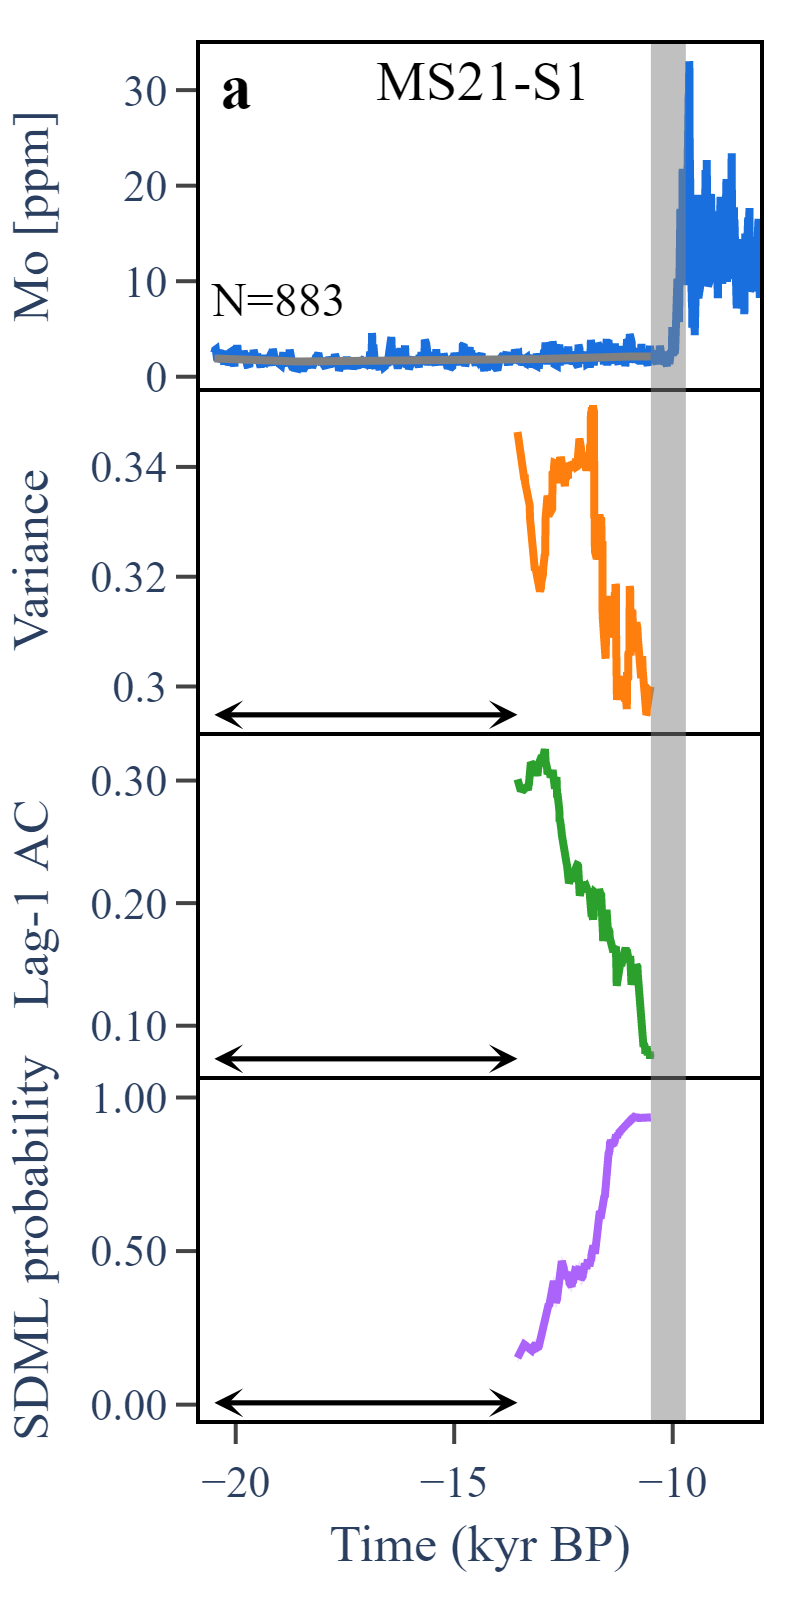 a
MS21-S1
Mo [ppm]
30
20
10
0
N=883
Variance
0.34
0.32
0.3
Lag-1 AC
0.30
0.20
0.10
SDML probability
1.00
0.50
0.00
−20
−15
−10
Time (kyr BP)